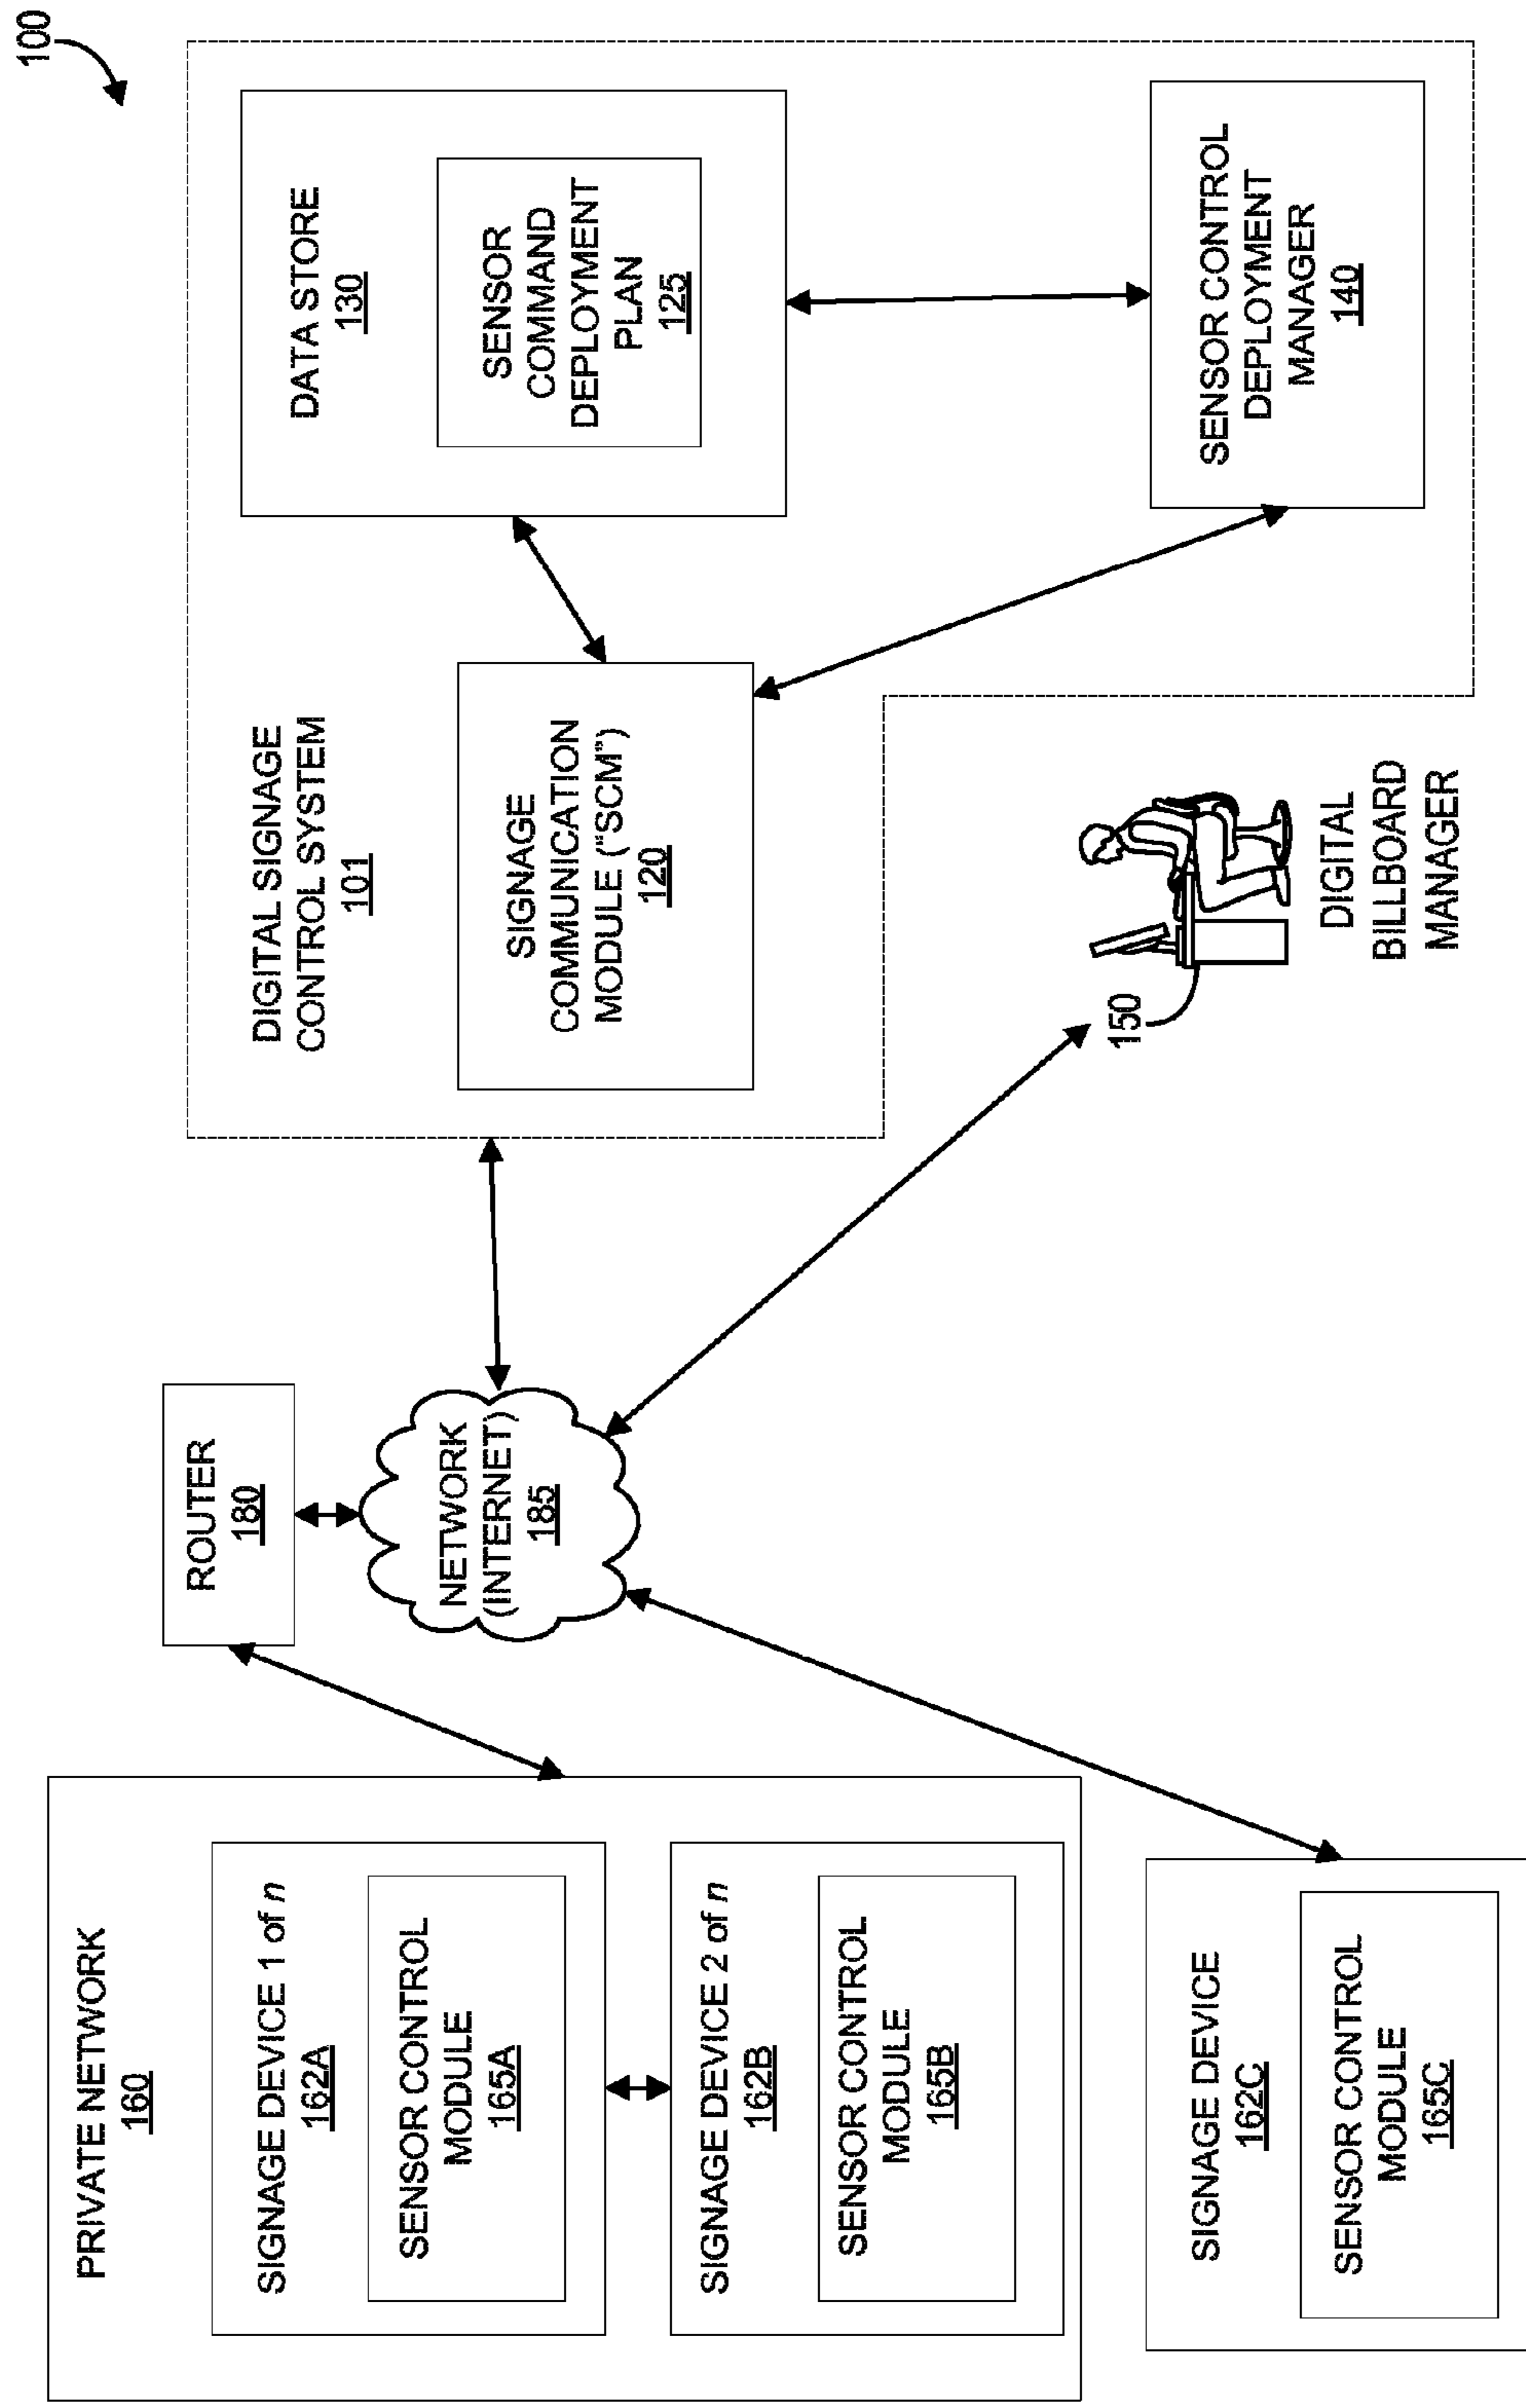 100
PRIVATE NETWORK
160
SIGNAGE DEVICE 1 of n
162A
SENSOR CONTROL
MODULE
165A
SIGNAGE DEVICE 2 of n
162B
SENSOR CONTROL
MODULE
165B
SIGNAGE DEVICE
162C
SENSOR CONTROL
MODULE
165C
ROUTER
180
NETWORK
(INTERNET)
185
DIGITAL SIGNAGE
CONTROL SYSTEM
101
SIGNAGE
COMMUNICATION
MODULE ("SCM")
120
DATA STORE
130
SENSOR
COMMAND
DEPLOYMENT
PLAN
125
SENSOR CONTROL
DEPLOYMENT
MANAGER
140
150
DIGITAL
BILLBOARD
MANAGER